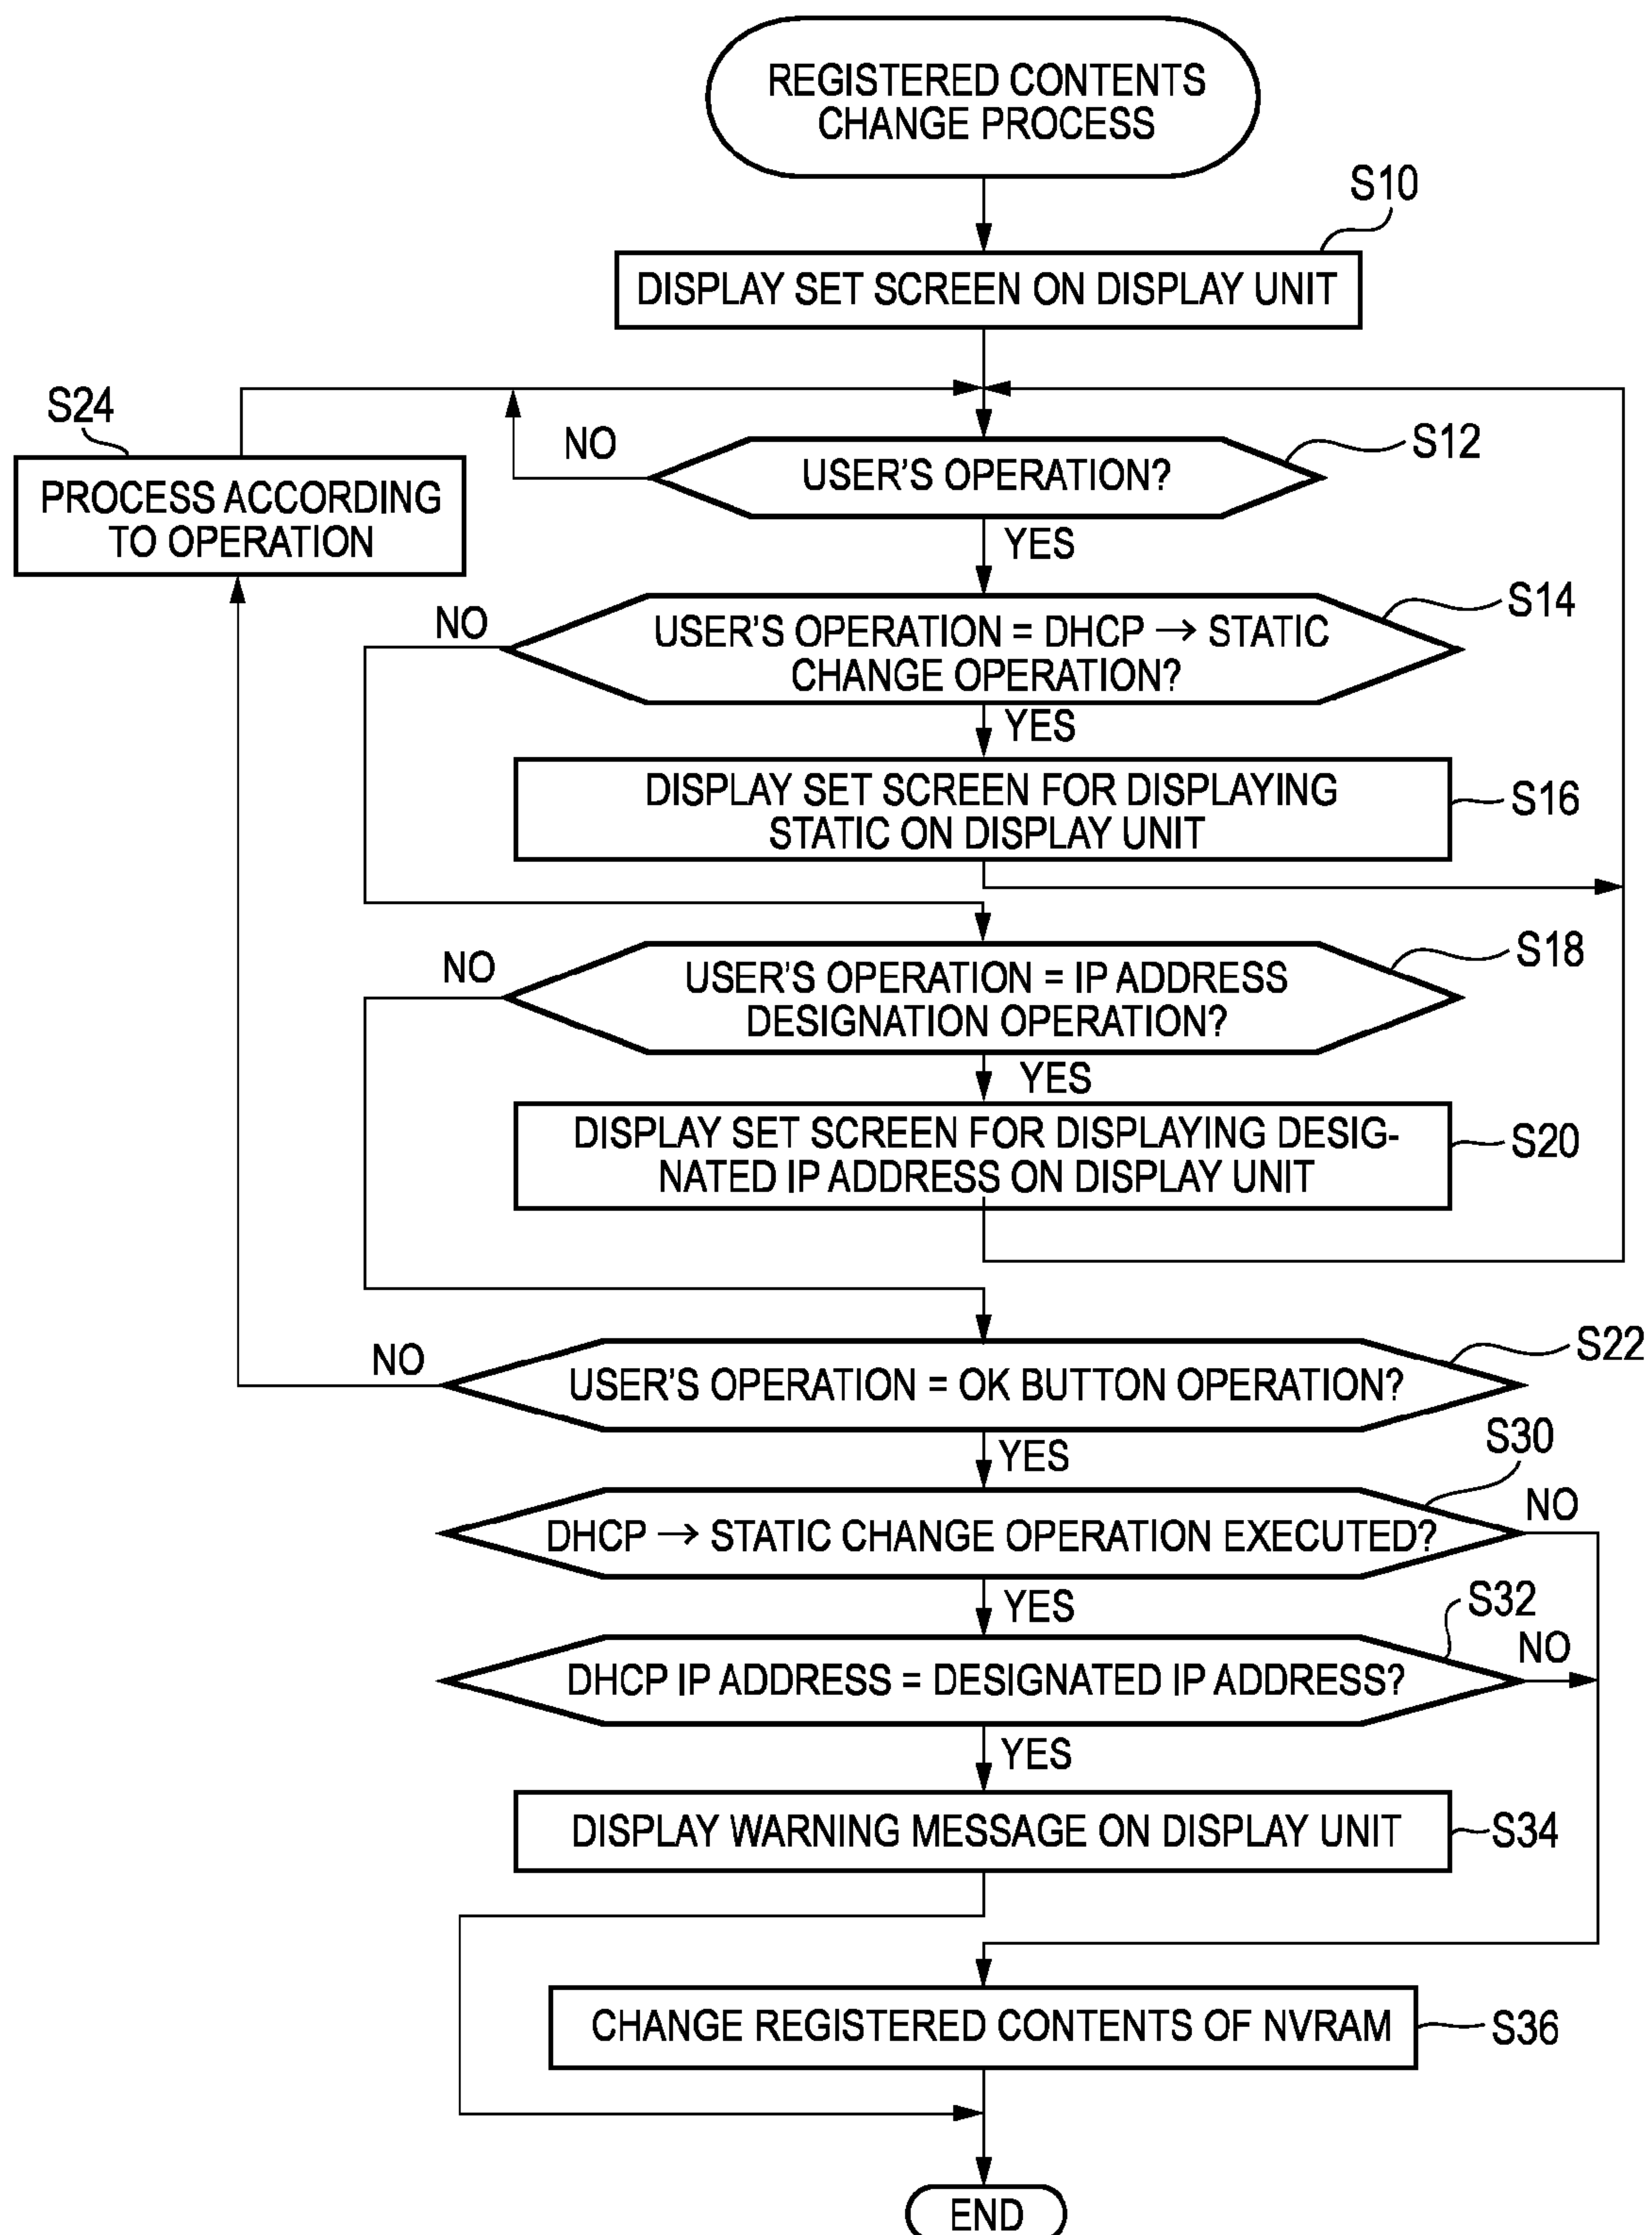 REGISTERED CONTENTS
CHANGE PROCESS
S10
DISPLAY SET SCREEN ON DISPLAY UNIT
S24
PROCESS ACCORDING
TO OPERATION
NO
USER'S OPERATION?
S12
YES
NO
USER'S OPERATION = DHCP → STATIC
CHANGE OPERATION?
S14
YES
DISPLAY SET SCREEN FOR DISPLAYING
STATIC ON DISPLAY UNIT
S16
NO
USER'S OPERATION = IP ADDRESS
DESIGNATION OPERATION?
S18
YES
DISPLAY SET SCREEN FOR DISPLAYING DESIG-
NATED IP ADDRESS ON DISPLAY UNIT
S20
NO
USER'S OPERATION = OK BUTTON OPERATION?
S22
YES
S30
DHCP → STATIC CHANGE OPERATION EXECUTED?
NO
YES
S32
DHCP IP ADDRESS = DESIGNATED IP ADDRESS?
NO
YES
DISPLAY WARNING MESSAGE ON DISPLAY UNIT
S34
CHANGE REGISTERED CONTENTS OF NVRAM
S36
END